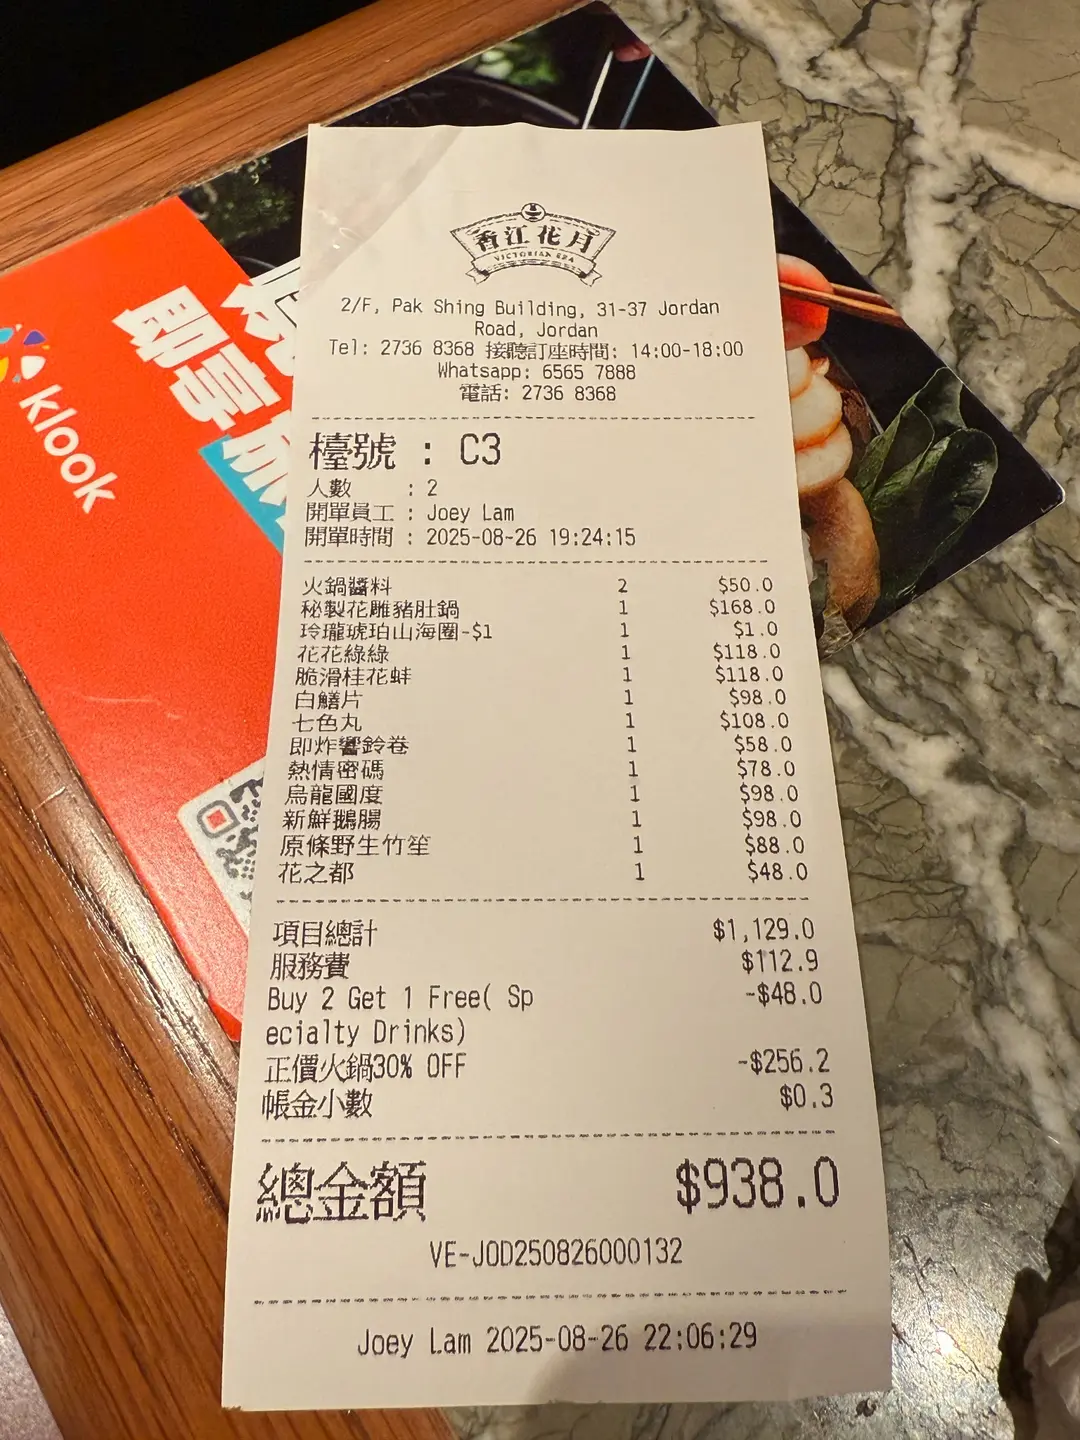 klook
即享
香江花月
VICTORIAN ERA
2/F, Pak Shing Building, 31-37 Jordan
Road, Jordan
Tel: 2736 8368 接聽訂座時間: 14:00-18:00
Whatsapp: 6565 7888
電話: 2736 8368
檯號 : C3
人數 : 2
開單員工 : Joey Lam
開單時間 : 2025-08-26 19:24:15
火鍋醬料 2 $50.0
秘製花雕豬肚鍋 1 $168.0
玲瓏琥珀山海圈-$1 1 $1.0
花花綠綠 1 $118.0
脆滑桂花蚌 1 $118.0
白鱔片 1 $98.0
七色丸 1 $108.0
即炸響鈴卷 1 $58.0
熱情密碼 1 $78.0
烏龍國度 1 $98.0
新鮮鵝腸 1 $98.0
原條野生竹笙 1 $88.0
花之都 1 $48.0
項目總計 $1,129.0
服務費 $112.9
Buy 2 Get 1 Free( Sp -$48.0
ecialty Drinks)
正價火鍋30% OFF -$256.2
帳金小數 $0.3
總金額 $938.0
VE-JOD250826000132
Joey Lam 2025-08-26 22:06:29